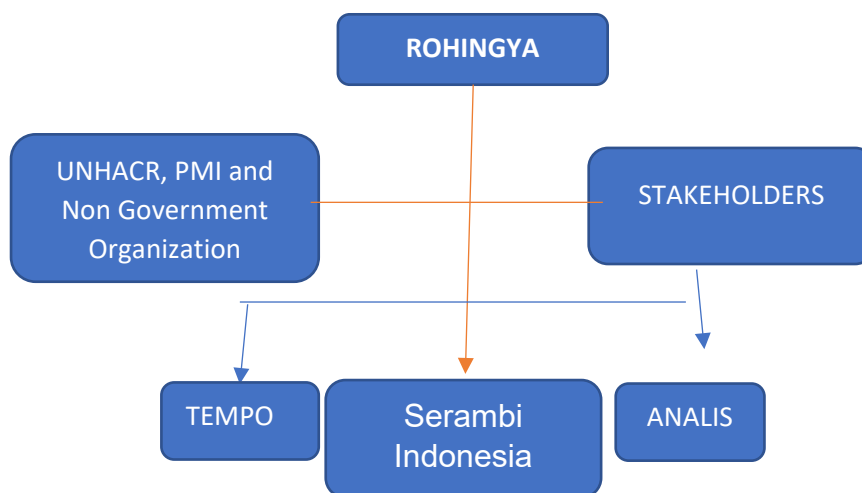 ROHINGYA
UNHACR, PMI and
Non Government
Organization
STAKEHOLDERS
TEMPO
Serambi
Indonesia
ANALIS